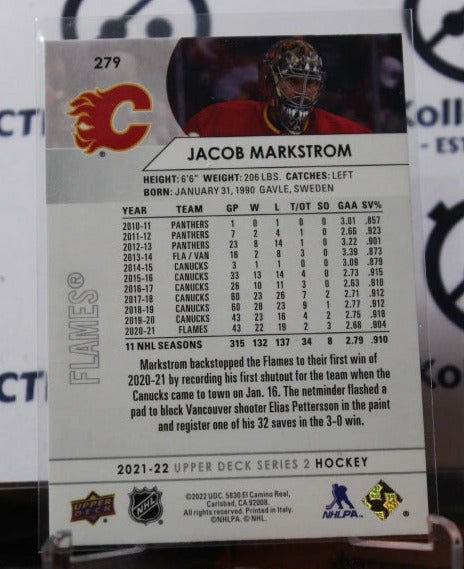 279
JACOB MARKSTROM
HEIGHT: 6'6" WEIGHT: 206 LBS. CATCHES: LEFT
BORN: JANUARY 31, 1990 GAVLE, SWEDEN
YEAR TEAM GP W L T/OT SO GAA SV%
2010-11 PANTHERS 1 0 1 0 0 3.01 .857
2011-12 PANTHERS 7 2 4 1 0 2.66 .923
2012-13 PANTHERS 23 8 14 1 0 3.22 .901
2013-14 FLA / VAN 16 2 8 3 0 3.39 .873
2014-15 CANUCKS 3 1 1 0 0 3.09 .879
2015-16 CANUCKS 33 13 14 4 0 2.73 .915
2016-17 CANUCKS 26 10 11 3 0 2.63 .910
2017-18 CANUCKS 60 23 26 7 2 2.71 .912
2018-19 CANUCKS 60 28 23 9 1 2.77 .912
2019-20 CANUCKS 43 23 16 4 2 2.75 .918
2020-21 FLAMES 43 22 19 2 3 2.68 .904
11 NHL SEASONS 315 132 137 34 8 2.79 .910
FLAMES®
Markstrom backstopped the Flames to their first win of
2020-21 by recording his first shutout for the team when the
Canucks came to town on Jan. 16. The netminder flashed a
pad to block Vancouver shooter Elias Pettersson in the paint
and register one of his 32 saves in the 3-0 win.
2021-22 UPPER DECK SERIES 2 HOCKEY
UPPER DECK
NHL
©2022 UDC. 5830 El Camino Real,
Carlsbad, CA 92008.
All rights reserved. Printed in Italy.
©NHLPA. © NHL.
NHLPA
®